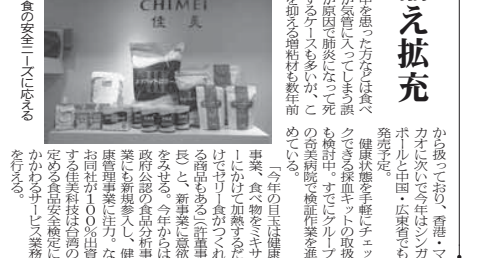 え拡充
CHIMEI
佳美
食の安全ニーズに応える
中を患った方などは食べ
が気管に入ってしまう誤
が原因で肺炎になって死
するケースも多いが、こ
を抑える増粘材も数年前
から扱っており、香港・マ
カオに次いで今年はシンガ
ポールと中国・広東省でも
発売予定。
健康状態を手軽にチェッ
クできる採血キットの取扱
も検討中。すでにグループ
の奇美病院で検証作業を進
めている。
「今年の目玉は健康
事業、食べ物をミキサ
ーにかけて加熱するだ
けでゼリー食がつくれ
る商品もある（許董事
長）と、新事業に意欲
をみせる。今年からは
政府公認の食品分析事
業にも新規参入し、健
康管理事業に注力。な
お同社が100％出資
する佳美科技は台湾の
定める食品安全検定に
かかわるサービス業務
を行える。